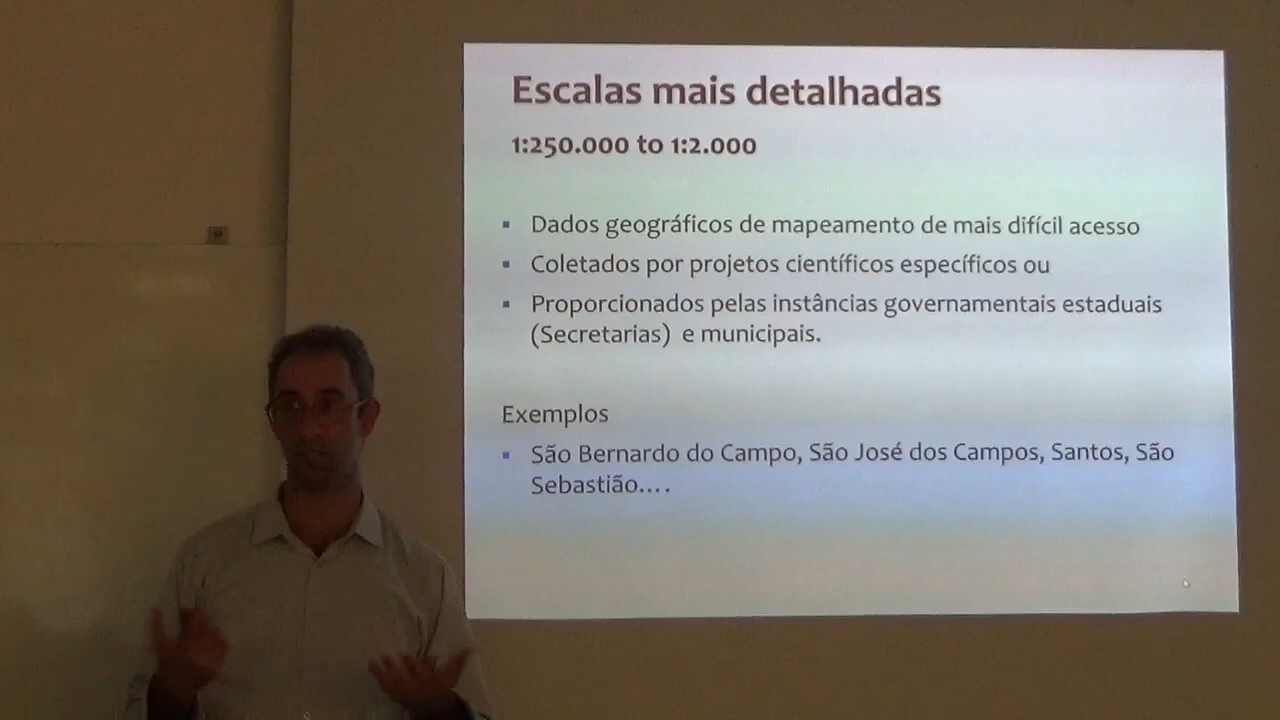 Escalas mais detalhadas
1:250.000 to 1:2.000
▪ Dados geográficos de mapeamento de mais difícil acesso
▪ Coletados por projetos científicos específicos ou
▪ Proporcionados pelas instâncias governamentais estaduais
(Secretarias) e municipais.
Exemplos
▪ São Bernardo do Campo, São José dos Campos, Santos, São
Sebastião....